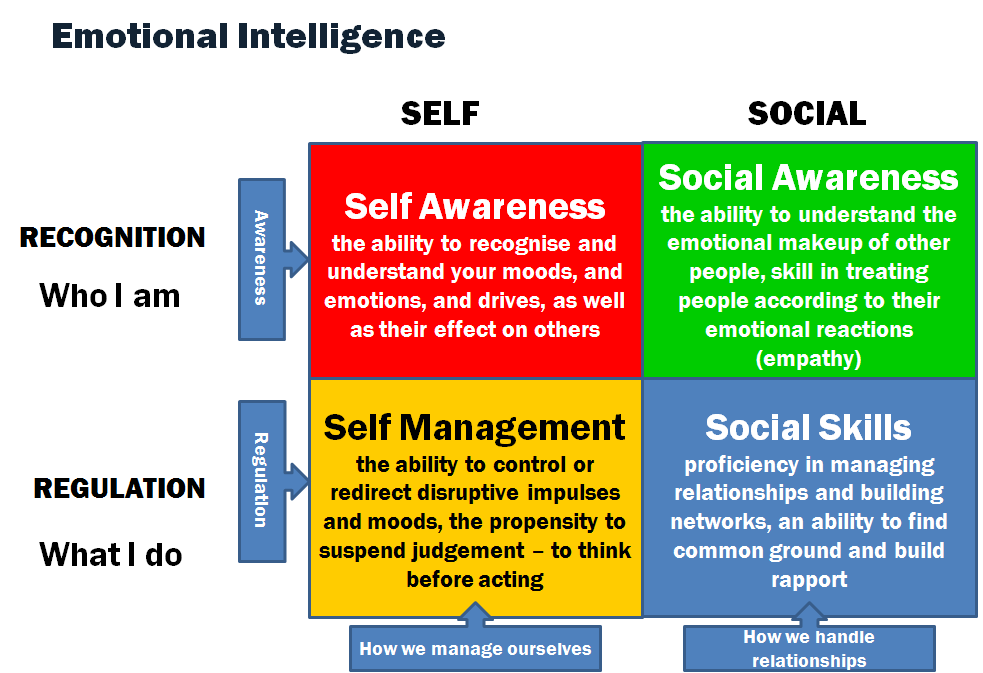 Emotional Intelligence
SELF
SOCIAL
RECOGNITION
Who I am
Awareness
Self Awareness
the ability to recognise and
understand your moods, and
emotions, and drives, as well
as their effect on others
Social Awareness
the ability to understand the
emotional makeup of other
people, skill in treating
people according to their
emotional reactions
(empathy)
REGULATION
What I do
Regulation
Self Management
the ability to control or
redirect disruptive impulses
and moods, the propensity to
suspend judgement – to think
before acting
Social Skills
proficiency in managing
relationships and building
networks, an ability to find
common ground and build
rapport
How we manage ourselves
How we handle
relationships